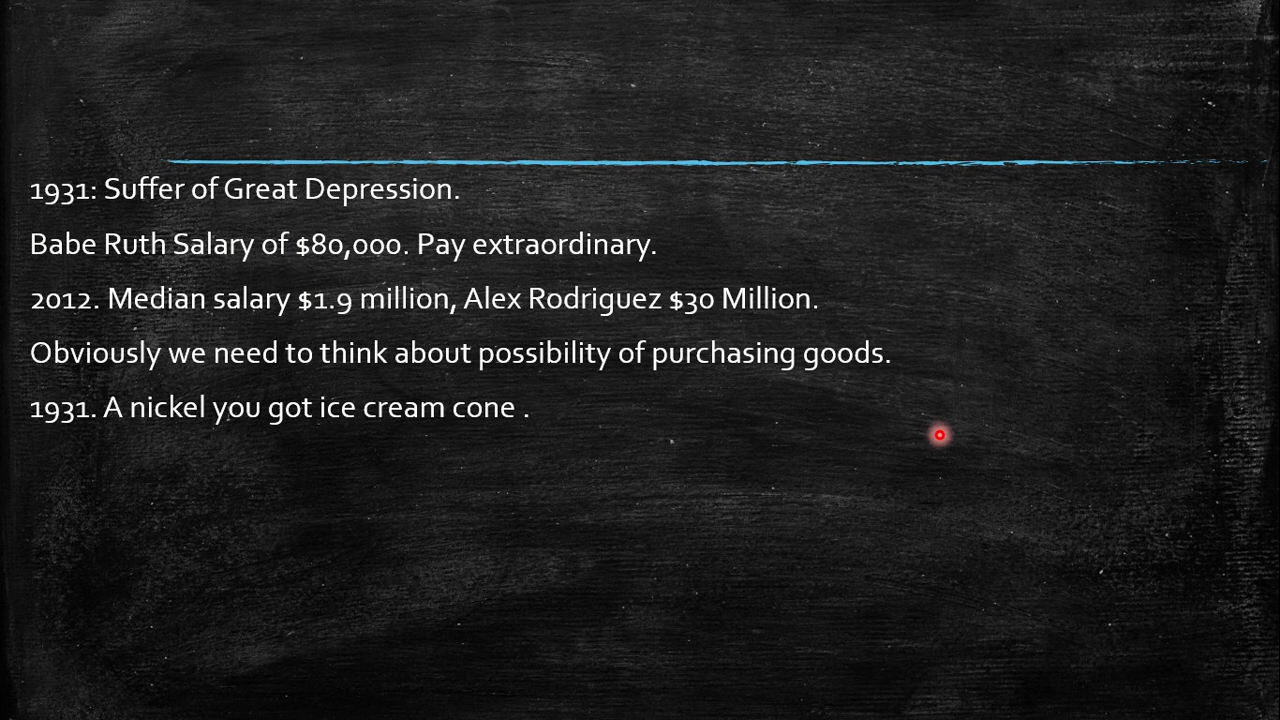 1931: Suffer of Great Depression.
Babe Ruth Salary of $80,000. Pay extraordinary.
2012. Median salary $1.9 million, Alex Rodriguez $30 Million.
Obviously we need to think about possibility of purchasing goods.
1931. A nickel you got ice cream cone .